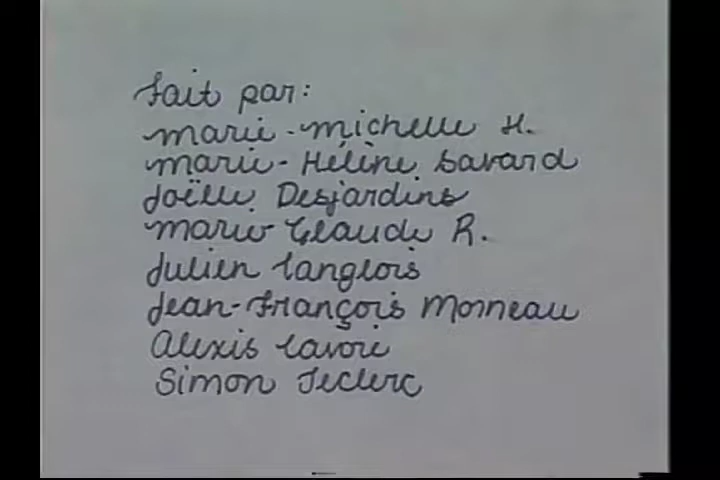 Fait par:
Marie-Michelle H.
Marie-Hélène Savard
Joëlle Desjardins
Marie Claude R.
Julien Langlois
Jean-François Morneau
Alexis Lavoie
Simon Leclerc